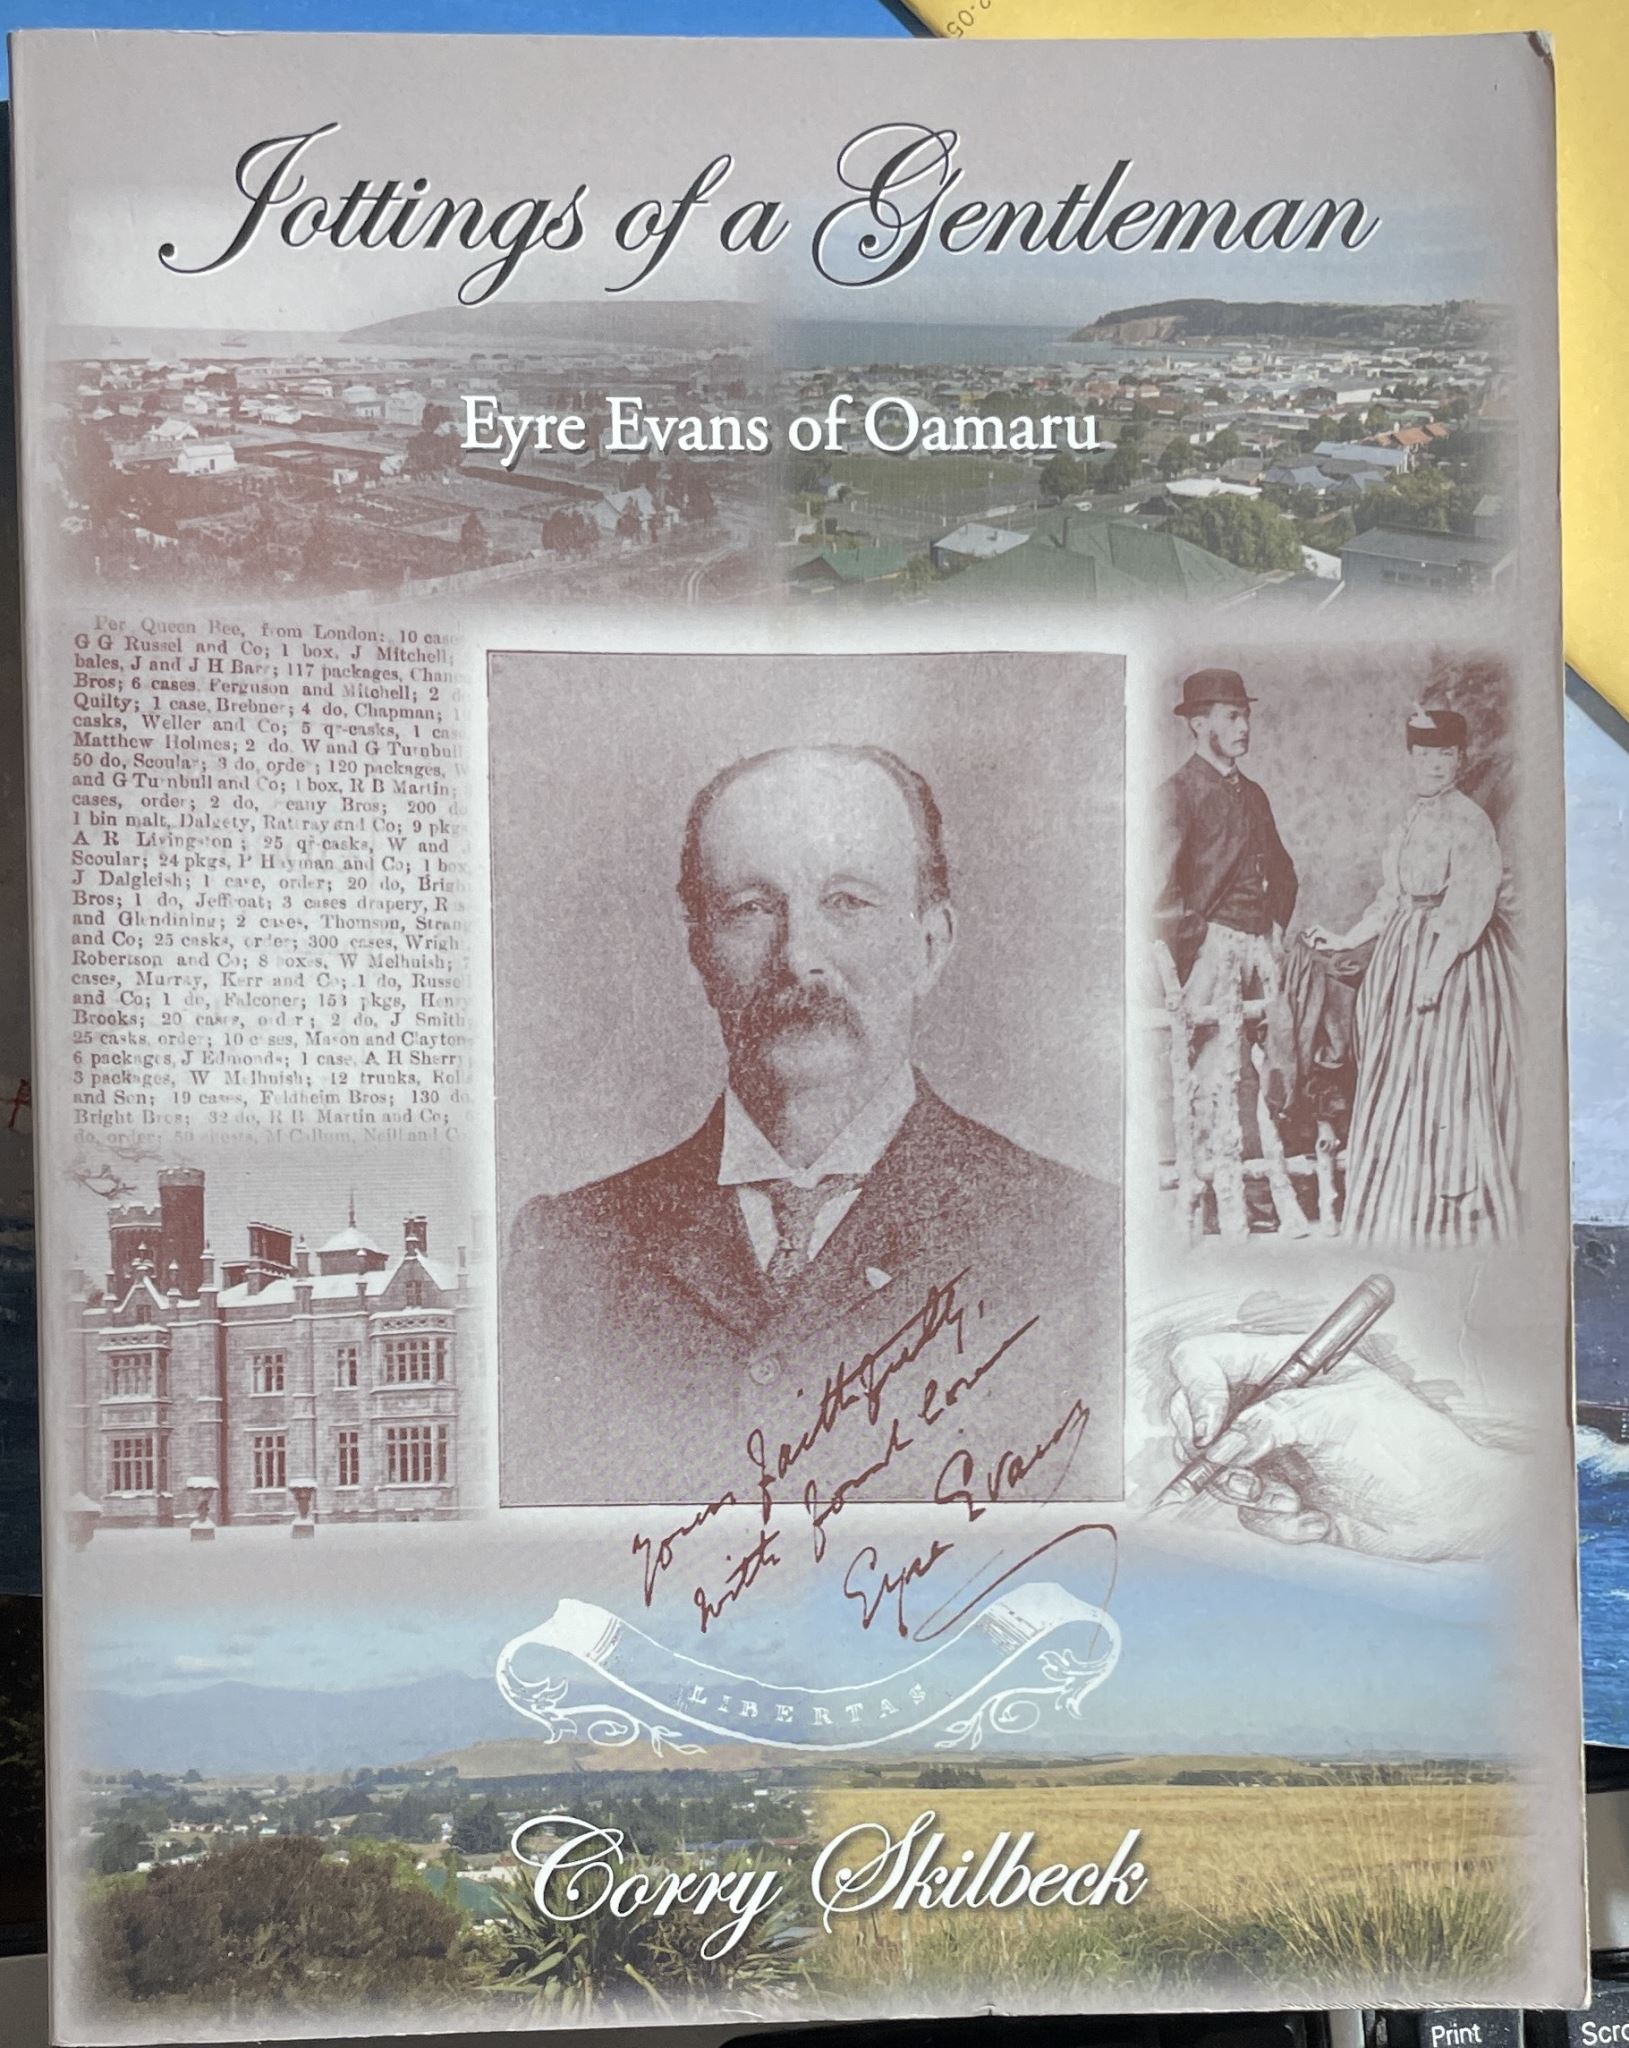 Jottings of a Gentleman
Eyre Evans of Oamaru
Per Queen Bee, from London: 10 
G G Russel and Co; 1 box, J Mitchell;
bales, J and J H Barr; 117 packages,
Bros; 6 cases, Ferguson and Mitchell; 2
Quilty; 1 case, Brebner; 4 do, Chapman;
casks, Weller and Co; 5 qr-casks, 1
Matthew Holmes; 2 do, W and G Turnbull
50 do, Scoular; 3 do, order; 120 packages,
and G Turnbull and Co; 1 box, R B Martin;
cases, order; 2 do, Bros; 200
1 bin malt, Dalgety, Rattray and Co; 9
A R Livingston; 25 qr-casks, W and
Scoular; 24 pkgs, P Hayman and Co; 1
J Dalgleish; 1 case, order; 20 do,
Bros; 1 do, Jeffcoat; 3 cases drapery,
and Glendining; 2 cases, Thomson,
and Co; 25 casks, order; 300 cases,
Robertson and Co; 8 boxes, W Melhuish;
cases, Murray, Kerr and Co; 1 do,
and Co; 1 do, Falconer; 153 pkgs,
Brooks; 20 cases, order; 2 do, J Smith;
25 casks, order; 10 cases, Mason and Clayton
6 packages, J Edmonds; 1 case, A H
3 packages, W Melhuish; 12 trunks,
and Son; 19 cases, Feldheim Bros; 130 do,
Bright Bros; 32 do, R B Martin and Co;
do, order; 50 chests, M'Callum, Neill and
Yours faithfully,
with fond love
Eyre Evans
LIBERTAS
Corry Skilbeck
Print